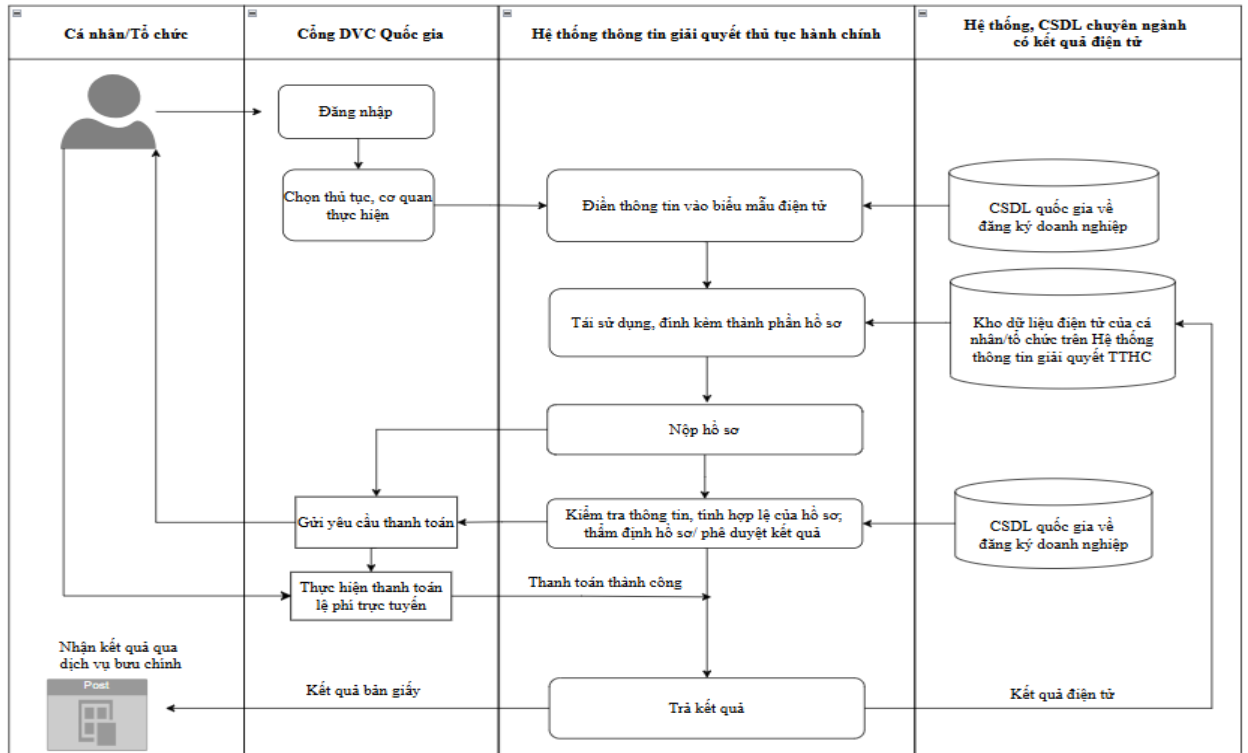 Cá nhân/Tổ chức
Cổng DVC Quốc gia
Hệ thống thông tin giải quyết thủ tục hành chính
Hệ thống, CSDL chuyên ngành
có kết quả điện tử
Đăng nhập
Chọn thủ tục, cơ quan
thực hiện
Điền thông tin vào biểu mẫu điện tử
CSDL quốc gia về
đăng ký doanh nghiệp
Tái sử dụng, đính kèm thành phần hồ sơ
Kho dữ liệu điện tử của cá
nhân/tổ chức trên Hệ thống
thông tin giải quyết TTHC
Nộp hồ sơ
Gửi yêu cầu thanh toán
Kiểm tra thông tin, tính hợp lệ của hồ sơ;
thẩm định hồ sơ/ phê duyệt kết quả
CSDL quốc gia về
đăng ký doanh nghiệp
Thực hiện thanh toán
lệ phí trực tuyến
Thanh toán thành công
Nhận kết quả qua
dịch vụ bưu chính
Post
Kết quả bản giấy
Trả kết quả
Kết quả điện tử